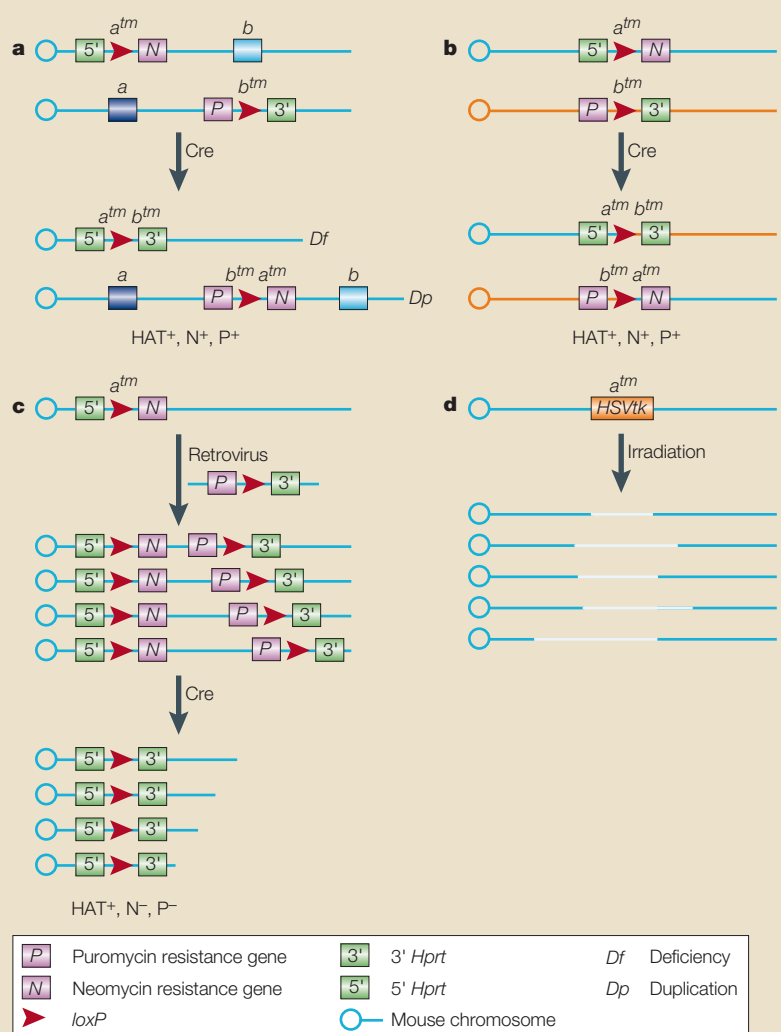 a
a^tm
b
5' N
a
b^tm
P 3'
Cre
a^tm b^tm
5' 3' Df
a
b^tm a^tm
b
P N Dp
HAT+, N+, P+
b
a^tm
5' N
b^tm
P 3'
Cre
a^tm b^tm
5' 3'
b^tm a^tm
P N
HAT+, N+, P+
c
a^tm
5' N
Retrovirus
P 3'
5' N P 3'
5' N P 3'
5' N P 3'
5' N P 3'
Cre
5' 3'
5' 3'
5' 3'
5' 3'
HAT+, N–, P–
d
a^tm
HSVtk
Irradiation
P Puromycin resistance gene
N Neomycin resistance gene
loxP
3' 3' Hprt
5' 5' Hprt
Mouse chromosome
Df Deficiency
Dp Duplication